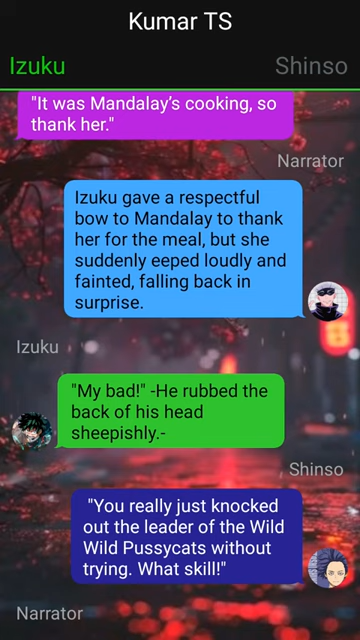 Kumar TS
Izuku
Shinso
"It was Mandalay's cooking, so
thank her."
Narrator
Izuku gave a respectful
bow to Mandalay to thank
her for the meal, but she
suddenly eeped loudly and
fainted, falling back in
surprise.
Izuku
"My bad!" -He rubbed the
back of his head
sheepishly.-
Shinso
"You really just knocked
out the leader of the Wild
Wild Pussycats without
trying. What skill!"
Narrator